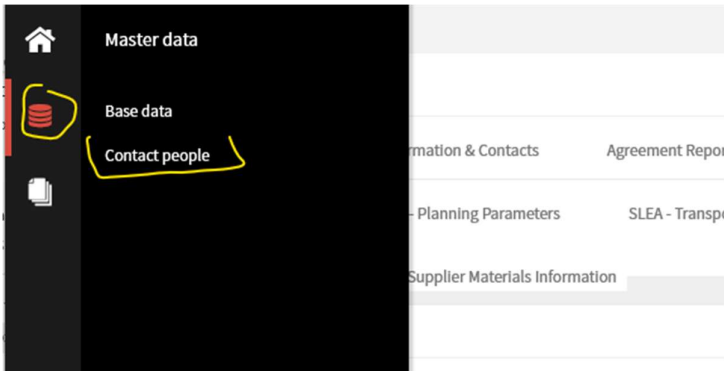 Master data
Base data
Contact people
rmation & Contacts
Agreement Repor
- Planning Parameters
SLEA - Transpo
Supplier Materials Information